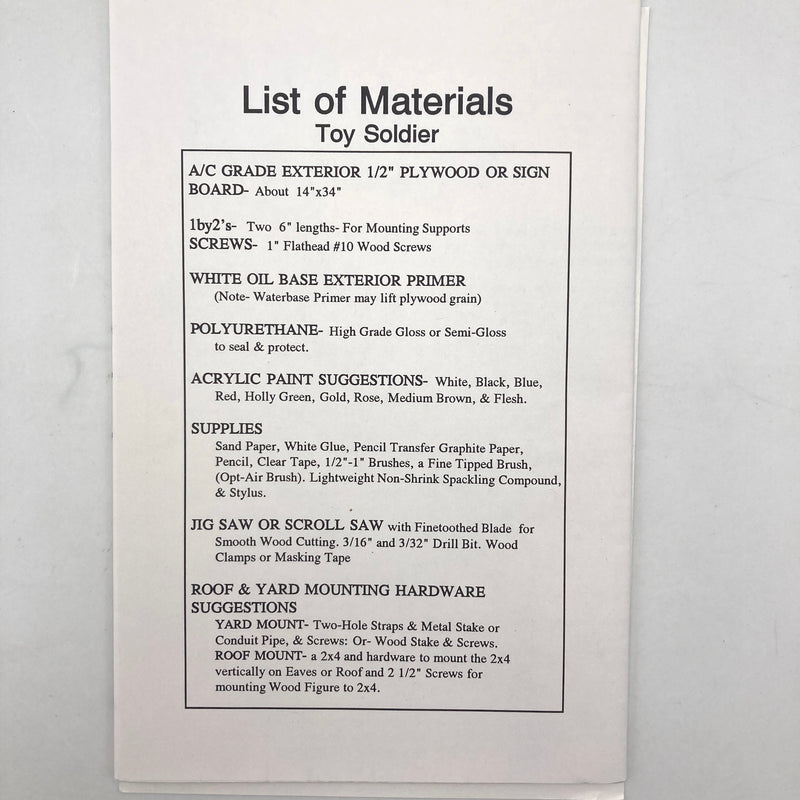 List of Materials
Toy Soldier
A/C GRADE EXTERIOR 1/2" PLYWOOD OR SIGN
BOARD- About 14"x34"
1by2's- Two 6" lengths- For Mounting Supports
SCREWS- 1" Flathead #10 Wood Screws
WHITE OIL BASE EXTERIOR PRIMER
(Note- Waterbase Primer may lift plywood grain)
POLYURETHANE- High Grade Gloss or Semi-Gloss
to seal & protect.
ACRYLIC PAINT SUGGESTIONS- White, Black, Blue,
Red, Holly Green, Gold, Rose, Medium Brown, & Flesh.
SUPPLIES
Sand Paper, White Glue, Pencil Transfer Graphite Paper,
Pencil, Clear Tape, 1/2"-1" Brushes, a Fine Tipped Brush,
(Opt-Air Brush). Lightweight Non-Shrink Spackling Compound,
& Stylus.
JIG SAW OR SCROLL SAW with Finetoothed Blade for
Smooth Wood Cutting. 3/16" and 3/32" Drill Bit. Wood
Clamps or Masking Tape
ROOF & YARD MOUNTING HARDWARE
SUGGESTIONS
YARD MOUNT- Two-Hole Straps & Metal Stake or
Conduit Pipe, & Screws: Or- Wood Stake & Screws.
ROOF MOUNT- a 2x4 and hardware to mount the 2x4
vertically on Eaves or Roof and 2 1/2" Screws for
mounting Wood Figure to 2x4.